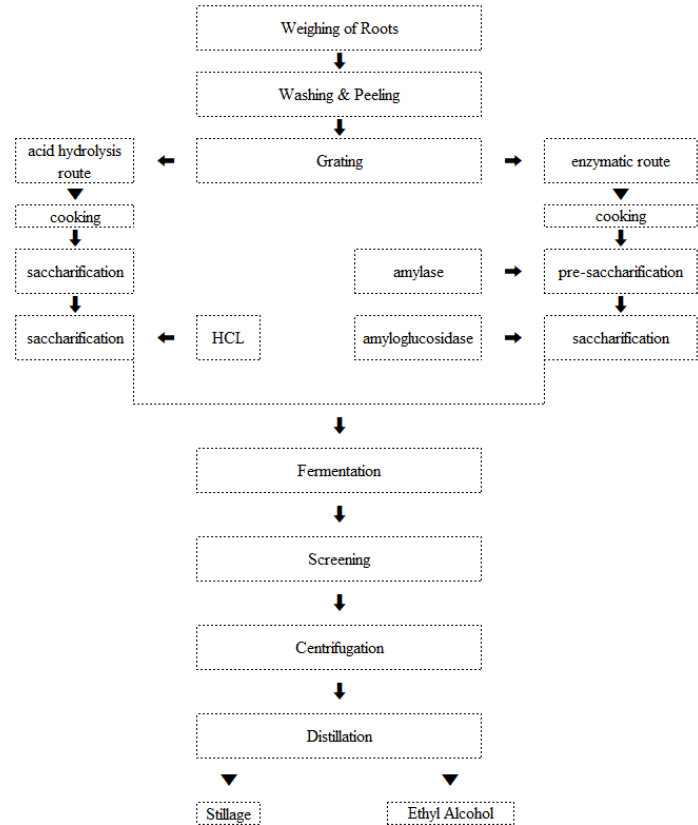 Weighing of Roots
Washing & Peeling
acid hydrolysis
route
Grating
enzymatic route
cooking
cooking
saccharification
amylase
pre-saccharification
saccharification
HCL
amyloglucosidase
saccharification
Fermentation
Screening
Centrifugation
Distillation
Stillage
Ethyl Alcohol